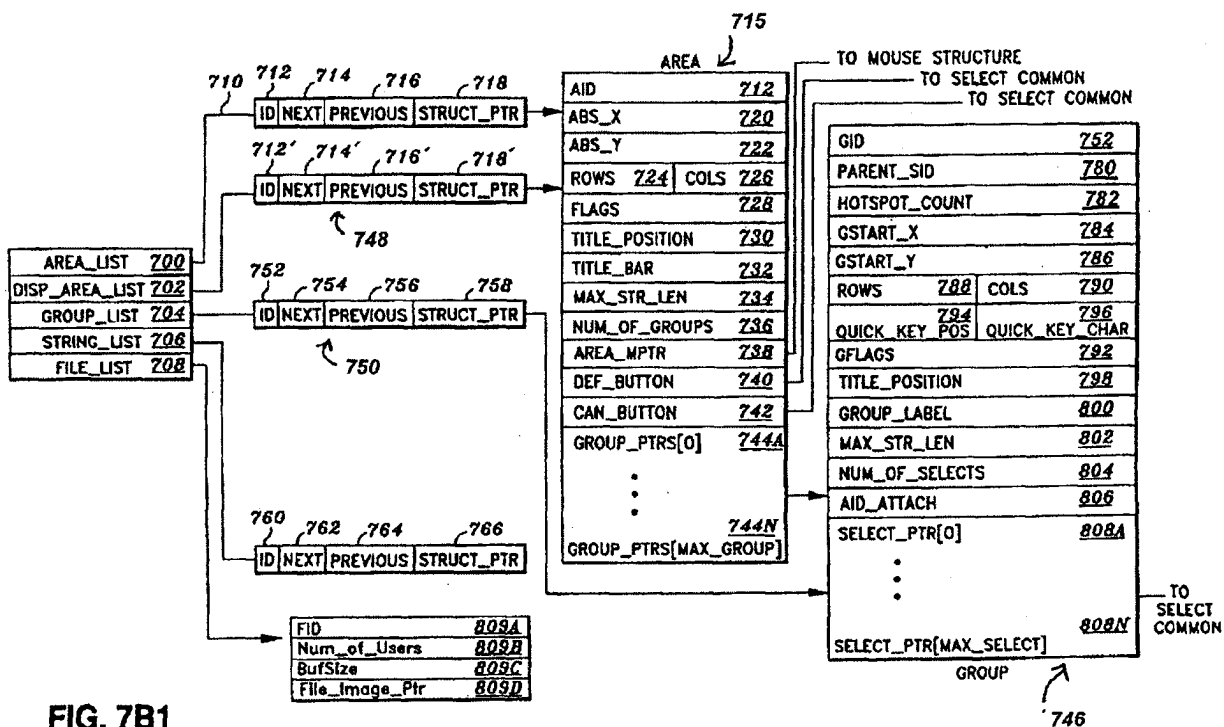 715
AREA
TO MOUSE STRUCTURE
TO SELECT COMMON
TO SELECT COMMON
710
712 714 716 718
ID NEXT PREVIOUS STRUCT_PTR
712' 714' 716' 718'
ID NEXT PREVIOUS STRUCT_PTR
748
AREA_LIST 700
DISP_AREA_LIST 702
GROUP_LIST 704
STRING_LIST 706
FILE_LIST 708
752 754 756 758
ID NEXT PREVIOUS STRUCT_PTR
750
760 762 764 766
ID NEXT PREVIOUS STRUCT_PTR
FID 809A
Num_of_Users 809B
BufSize 809C
File_Image_Ptr 809D
AID 712
ABS_X 720
ABS_Y 722
ROWS 724 COLS 726
FLAGS 728
TITLE_POSITION 730
TITLE_BAR 732
MAX_STR_LEN 734
NUM_OF_GROUPS 736
AREA_MPTR 738
DEF_BUTTON 740
CAN_BUTTON 742
GROUP_PTRS[0] 744A
744N
GROUP_PTRS[MAX_GROUP]
GID 752
PARENT_SID 780
HOTSPOT_COUNT 782
GSTART_X 784
GSTART_Y 786
ROWS 788 COLS 790
794 796
QUICK_KEY_POS QUICK_KEY_CHAR
GFLAGS 792
TITLE_POSITION 798
GROUP_LABEL 800
MAX_STR_LEN 802
NUM_OF_SELECTS 804
AID_ATTACH 806
SELECT_PTR[0] 808A
808N
SELECT_PTR[MAX_SELECT]
GROUP
TO
SELECT
COMMON
746
FIG. 7B1